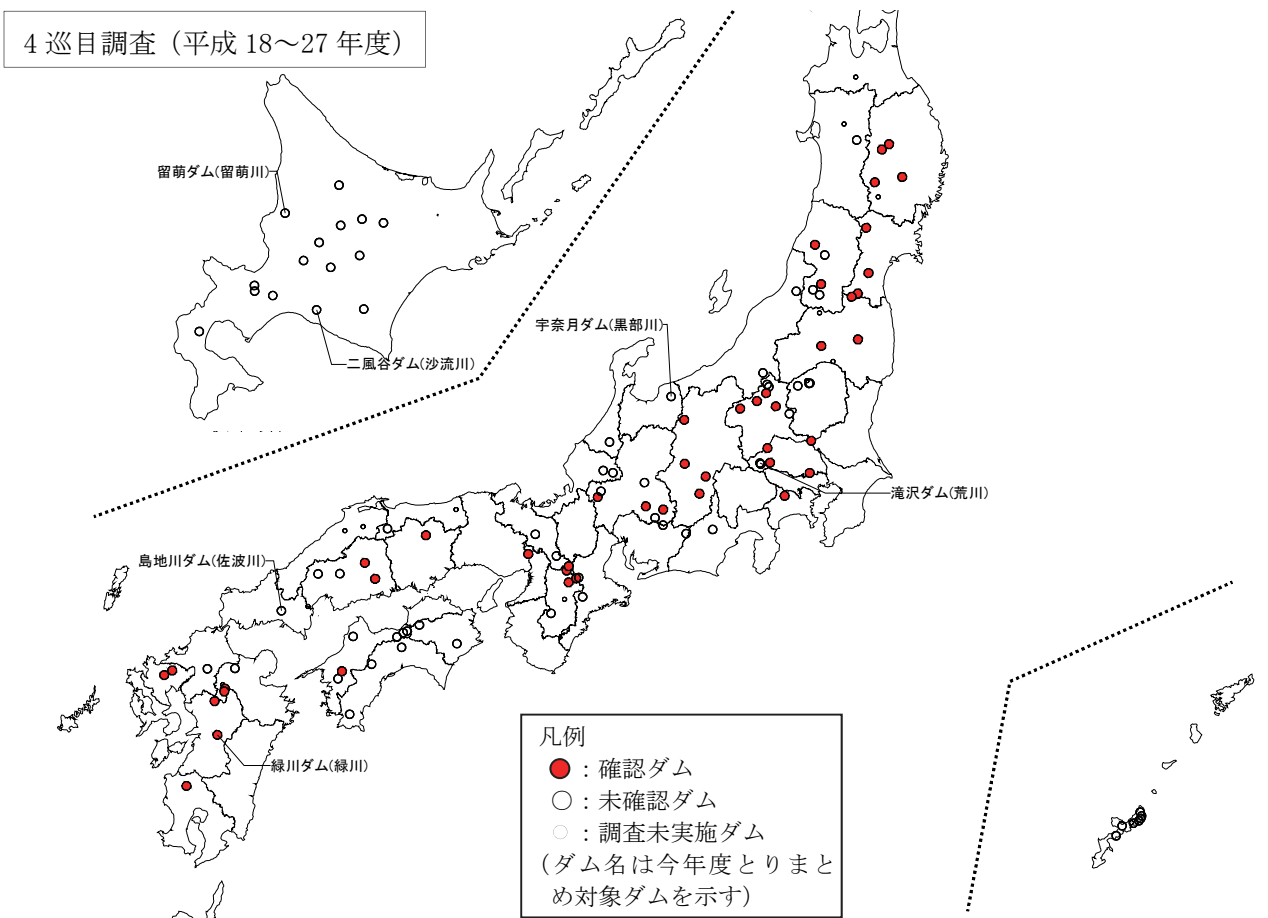 4 巡目調査（平成 18～27 年度）
留萌ダム(留萌川)
二風谷ダム(沙流川)
宇奈月ダム(黒部川)
滝沢ダム(荒川)
島地川ダム(佐波川)
緑川ダム(緑川)
凡例
：確認ダム
：未確認ダム
：調査未実施ダム
(ダム名は今年度とりまと
め対象ダムを示す)